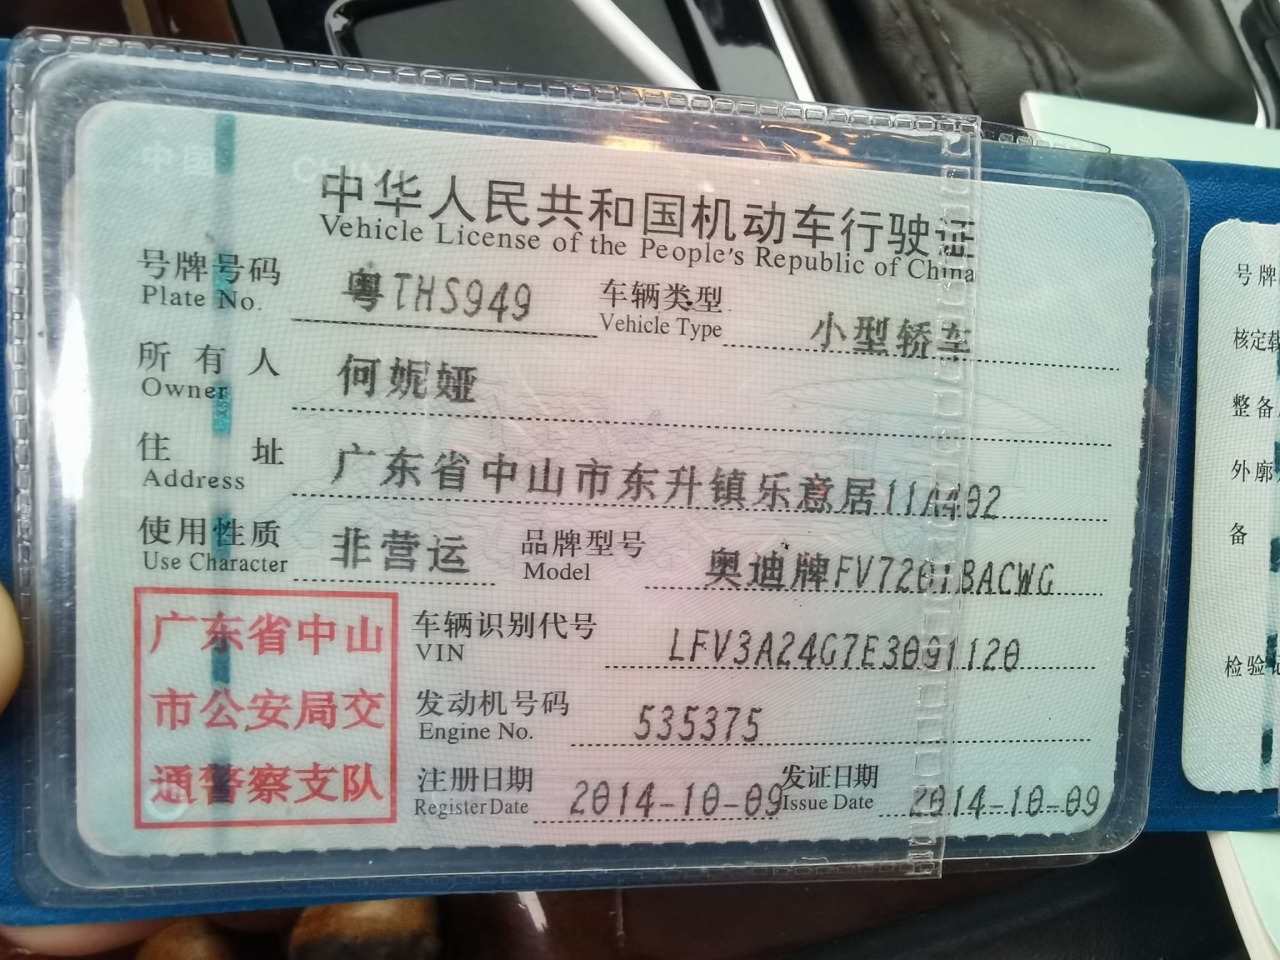 中华人民共和国机动车行驶证
Vehicle License of the People's Republic of China
号牌号码 粤THS949 车辆类型 小型轿车
Plate No. Vehicle Type
所有人 何妮娅
Owner
住址 广东省中山市东升镇乐意居11A402
Address
使用性质 非营运 品牌型号 奥迪牌FV7201BACWG
Use Character Model
广东省中山
市公安局交
通警察支队
车辆识别代号 LFV3A24G7E3091120
VIN
发动机号码 535375
Engine No.
注册日期 2014-10-09 发证日期 2014-10-09
Register Date Issue Date
号牌
核定载
整备
外廓
备
检验记